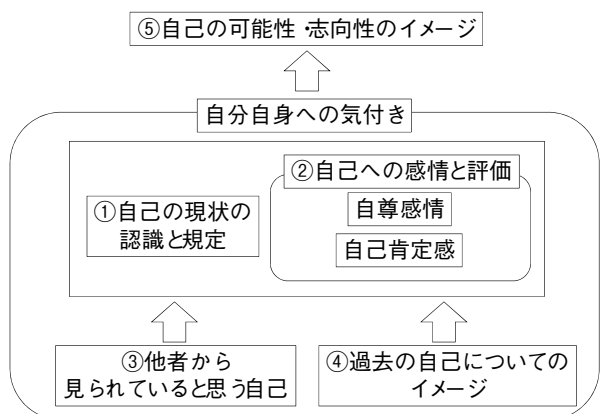 ⑤自己の可能性・志向性のイメージ
自分自身への気付き
②自己への感情と評価
自尊感情
自己肯定感
①自己の現状の
認識と規定
③他者から
見られていると思う自己
④過去の自己についての
イメージ